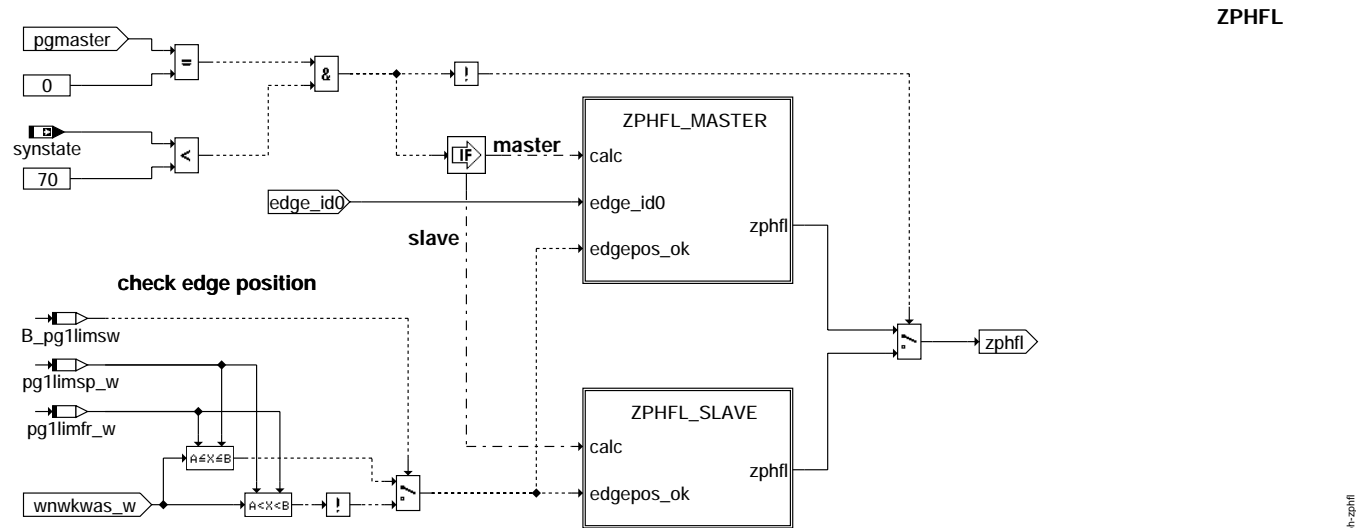 ZPHFL
pgmaster
=
0
&
!
synstate
<
70
IF
master
slave
ZPHFL_MASTER
calc
edge_id0
edge_id0
zphfl
edgepos_ok
check edge position
B_pg1limsw
pg1limsp_w
pg1limfr_w
A≤X≤B
wnwkwas_w
A<X<B
!
zphfl
ZPHFL_SLAVE
calc
zphfl
edgepos_ok